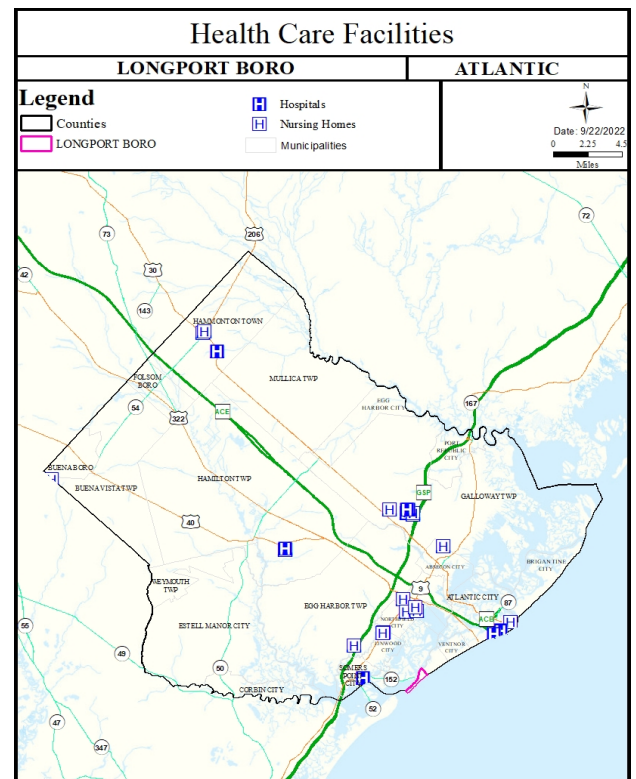 Health Care Facilities
LONGPORT BORO
ATLANTIC
Legend
Counties
LONGPORT BORO
H Hospitals
H Nursing Homes
Municipalities
N
Date: 9/22/2022
0 2.25 4.5
Miles
72
206
73
30
42
143
HAMMONTON TOWN
H
H
FOLSOM
BORO
MULLICA TWP
EGG
HARBOR CITY
167
54
ACE
322
PORT
REPUBLIC
CITY
BUENA BORO
H
BUENA VISTA TWP
HAMILTON TWP
GSP
GALLOWAY TWP
H
H
H
40
H
H
ABSECON CITY
BRIGANTINE
CITY
WEYMOUTH
TWP
9
ATLANTIC CITY
87
EGG HARBOR TWP
H
H
H
ESTELL MANOR CITY
CITY
ACB
H
H
H
55
H
H
VENTNOR
CITY
49
50
SOMERS
POINT
CITY
H
152
CORBIN CITY
52
47
347